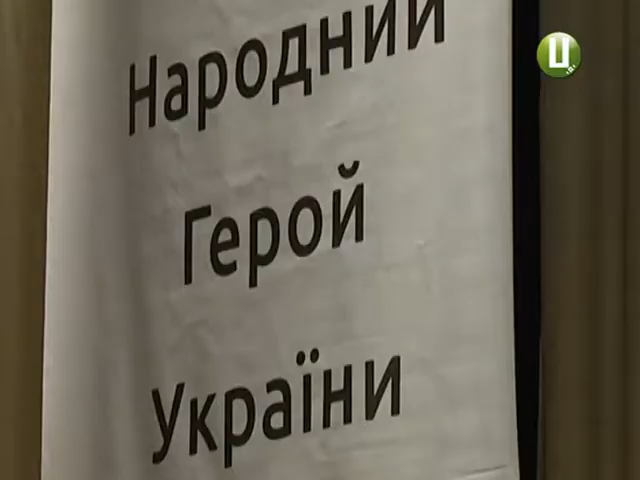 Народний
Герой
України
Ц